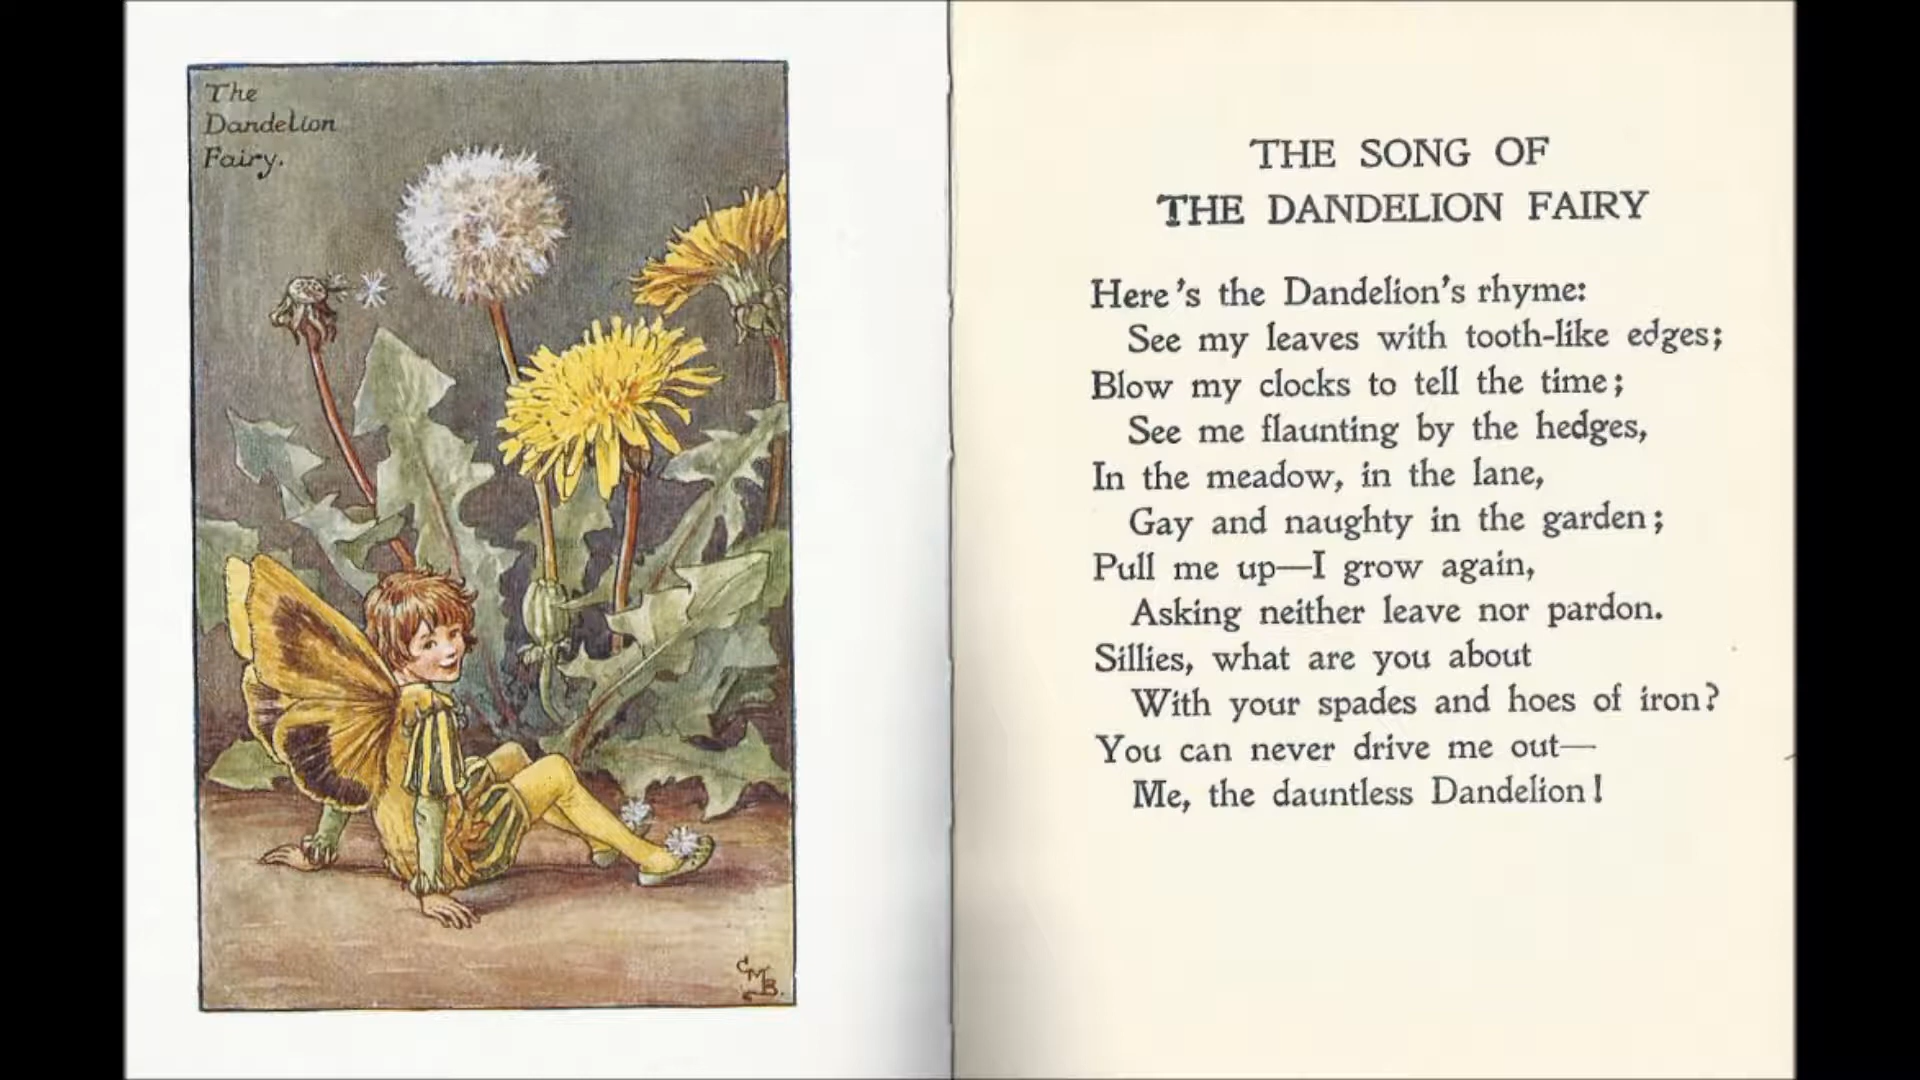 The
Dandelion
Fairy.
CMB.
THE SONG OF
THE DANDELION FAIRY
Here's the Dandelion's rhyme:
See my leaves with tooth-like edges;
Blow my clocks to tell the time;
See me flaunting by the hedges,
In the meadow, in the lane,
Gay and naughty in the garden;
Pull me up—I grow again,
Asking neither leave nor pardon.
Sillies, what are you about
With your spades and hoes of iron?
You can never drive me out—
Me, the dauntless Dandelion!